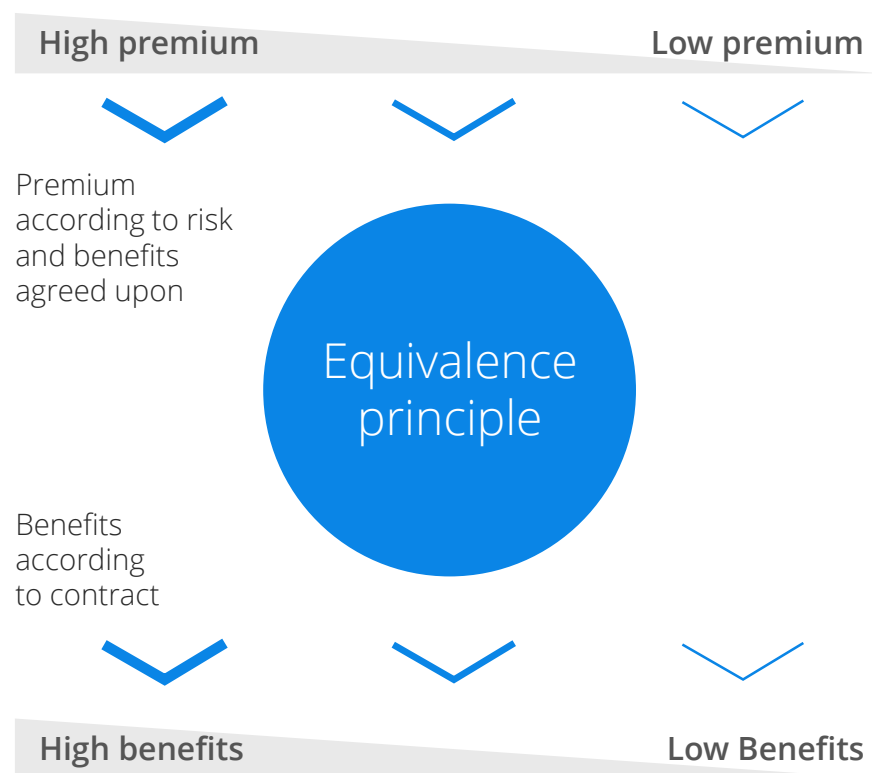 High premium
Low premium
Premium
according to risk
and benefits
agreed upon
Equivalence
principle
Benefits
according
to contract
High benefits
Low Benefits